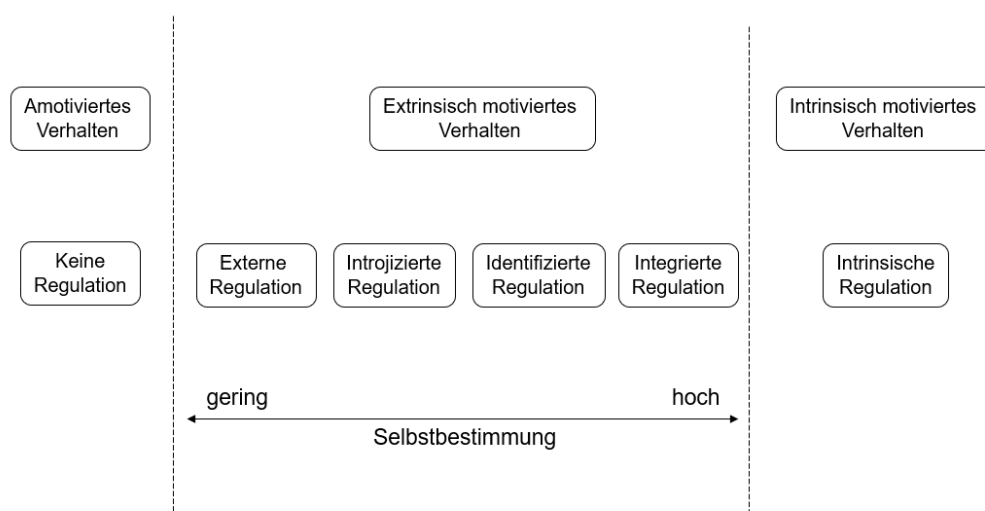 Amotiviertes
Verhalten
Extrinsisch motiviertes
Verhalten
Intrinsisch motiviertes
Verhalten
Keine
Regulation
Externe
Regulation
Introjizierte
Regulation
Identifizierte
Regulation
Integrierte
Regulation
Intrinsische
Regulation
gering
hoch
Selbstbestimmung